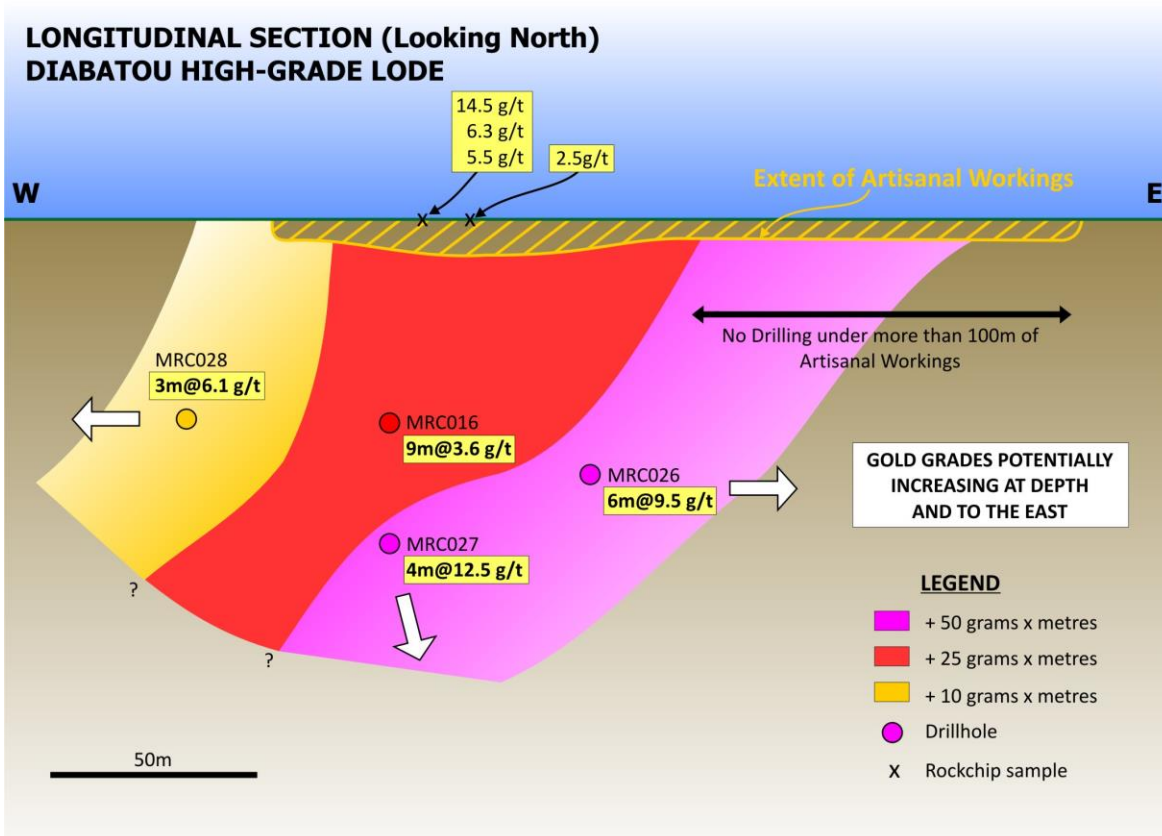 LONGITUDINAL SECTION (Looking North)
DIABATOU HIGH-GRADE LODE
14.5 g/t
6.3 g/t
5.5 g/t
2.5g/t
W
Extent of Artisanal Workings
E
No Drilling under more than 100m of
Artisanal Workings
MRC028
3m@6.1 g/t
MRC016
9m@3.6 g/t
MRC026
6m@9.5 g/t
GOLD GRADES POTENTIALLY
INCREASING AT DEPTH
AND TO THE EAST
MRC027
4m@12.5 g/t
?
?
LEGEND
+ 50 grams x metres
+ 25 grams x metres
+ 10 grams x metres
Drillhole
x Rockchip sample
50m